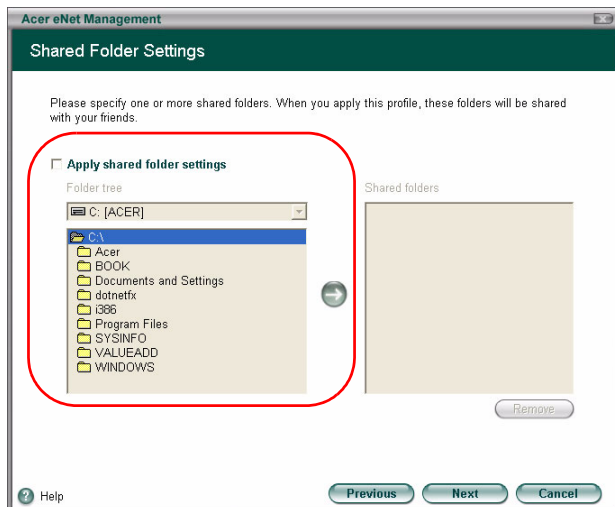 Acer eNet Management
Shared Folder Settings
Please specify one or more shared folders. When you apply this profile, these folders will be shared
with your friends.
Apply shared folder settings
Folder tree
Shared folders
C: [ACER]
C:\
Acer
BOOK
Documents and Settings
dotnetfx
i386
Program Files
SYSINFO
VALUEADD
WINDOWS
Remove
Help
Previous
Next
Cancel